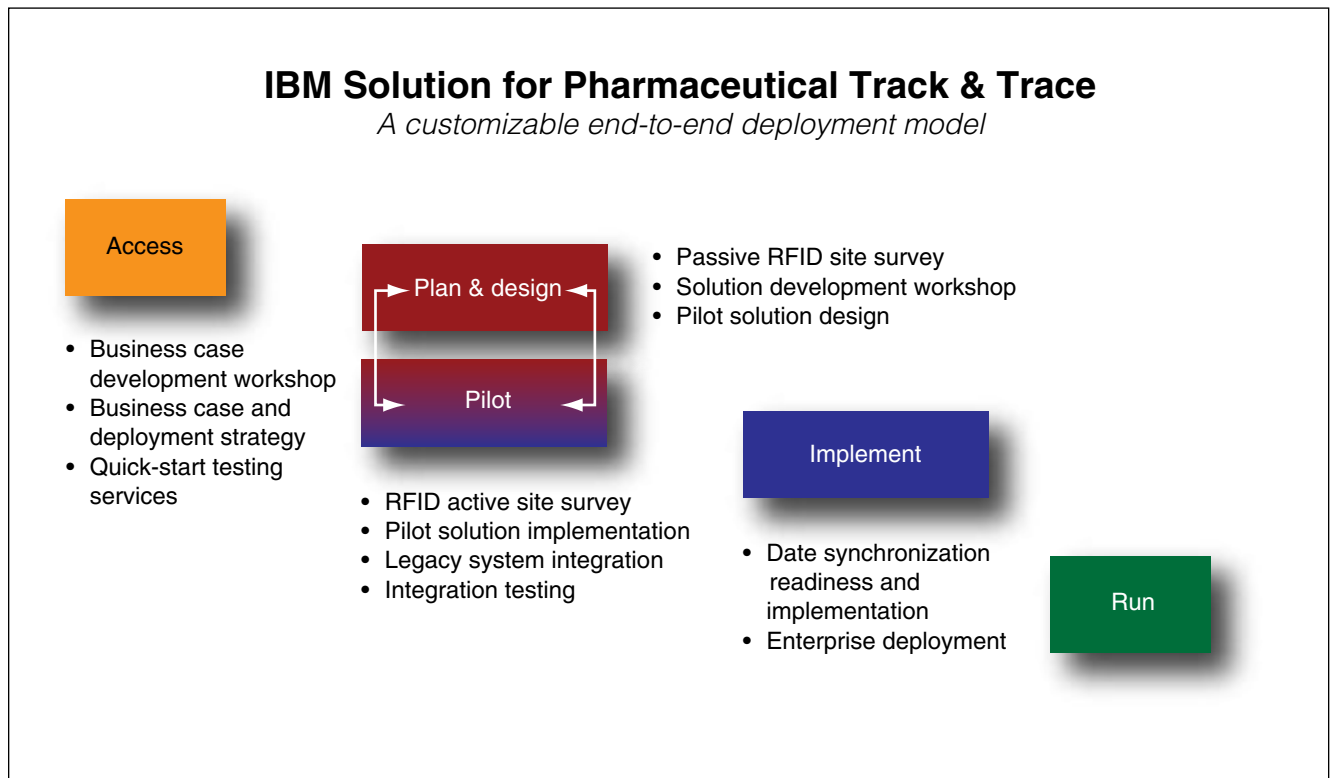 IBM Solution for Pharmaceutical Track & Trace
A customizable end-to-end deployment model
Access
• Business case
development workshop
• Business case and
deployment strategy
• Quick-start testing
services
Plan & design
• Passive RFID site survey
• Solution development workshop
• Pilot solution design
Pilot
• RFID active site survey
• Pilot solution implementation
• Legacy system integration
• Integration testing
Implement
• Date synchronization
readiness and
implementation
• Enterprise deployment
Run